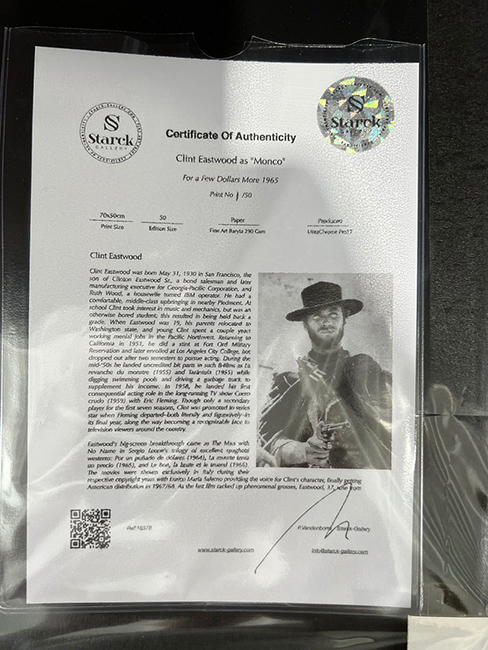 Starck
GALLERY
Starck
GALLERY
Certificate Of Authenticity
Clint Eastwood as "Monco"
For a Few Dollars More 1965
Print No 1 /50
70x50cm
Print Size
50
Edition Size
Paper
Fine Art Baryta 290 Gsm
Producer
UltraChrome Pro12
Clint Eastwood
Clint Eastwood was born May 31, 1930 in San Francisco, the
son of Clinton Eastwood Sr., a bond salesman and later
manufacturing executive for Georgia-Pacific Corporation, and
Ruth Wood, a housewife turned IBM operator. He had a
comfortable, middle-class upbringing in nearby Piedmont. At
school Clint took interest in music and mechanics, but was an
otherwise bored student; this resulted in being held back a
grade. When Eastwood was 19, his parents relocated to
Washington state, and young Clint spent a couple years
working menial jobs in the Pacific Northwest. Returning to
California in 1951, he did a stint at Fort Ord Military
Reservation and later enrolled at Los Angeles City College, but
dropped out after two semesters to pursue acting. During the
mid-'50s he landed uncredited bit parts in such B-films as La
revancha du monstre (1955) and Tarántula (1955) while
digging swimming pools and driving a garbage truck to
supplement his income. In 1958, he landed his first
consequential acting role in the long-running TV show Cuero
crudo (1959) with Eric Fleming. Though only a secondary
player for the first seven seasons, Clint was promoted to series
star when Fleming departed--both literally and figuratively--in
its final year, along the way becoming a recognizable face to
television viewers around the country.
Eastwood's big-screen breakthrough came as The Man with
No Name in Sergio Leone's trilogy of excellent spaghetti
westerns: Por un puñado de dólares (1964), La muerte tenía
un precio (1965), and Le bon, la brute et le truand (1966).
The movies were shown exclusively in Italy during their
respective copyright years with Enrico Maria Salerno providing the voice for Clint's character, finally getting
American distribution in 1967/68. As the last film racked up phenomenal grosses, Eastwood, 37, rose from
P.Vandenborre Starck-Gallery
www.starck-gallery.com
info@starck-gallery.com